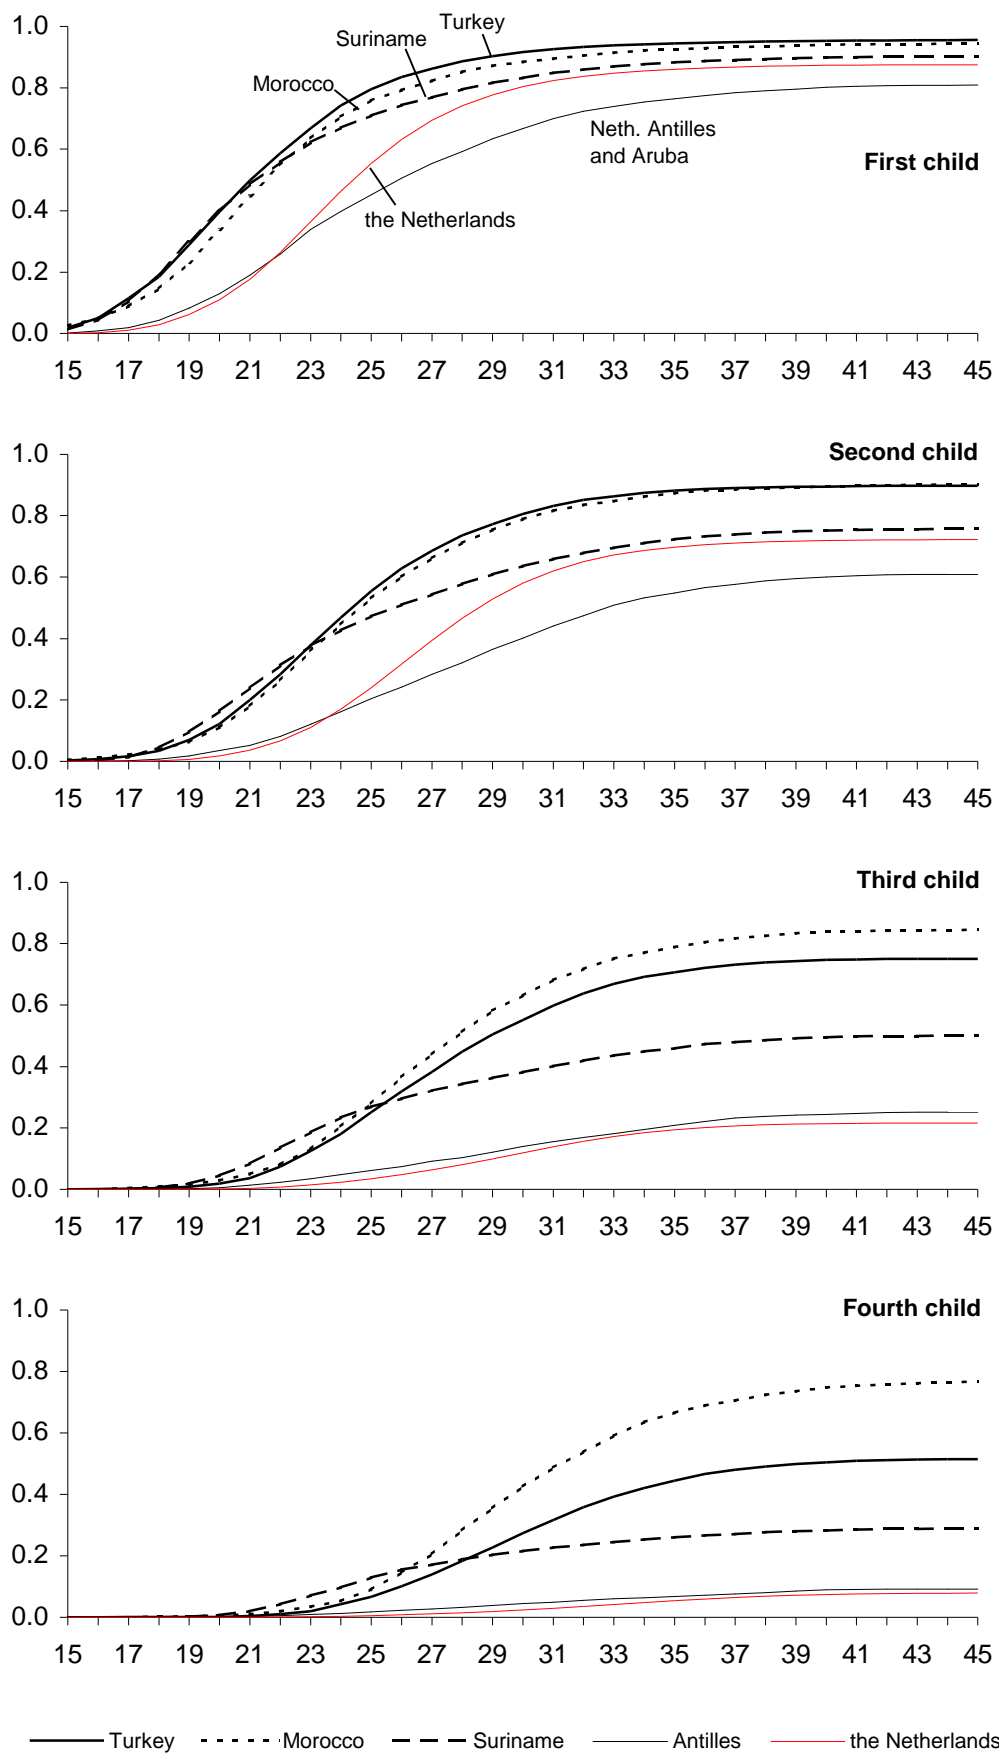 1.0
Turkey
Suriname
0.8
Morocco
Neth. Antilles
and Aruba
0.6
First child
0.4
the Netherlands
0.2
0.0
15 17 19 21 23 25 27 29 31 33 35 37 39 41 43 45
1.0
Second child
0.8
0.6
0.4
0.2
0.0
15 17 19 21 23 25 27 29 31 33 35 37 39 41 43 45
1.0
Third child
0.8
0.6
0.4
0.2
0.0
15 17 19 21 23 25 27 29 31 33 35 37 39 41 43 45
1.0
Fourth child
0.8
0.6
0.4
0.2
0.0
15 17 19 21 23 25 27 29 31 33 35 37 39 41 43 45
Turkey Morocco Suriname Antilles the Netherlands